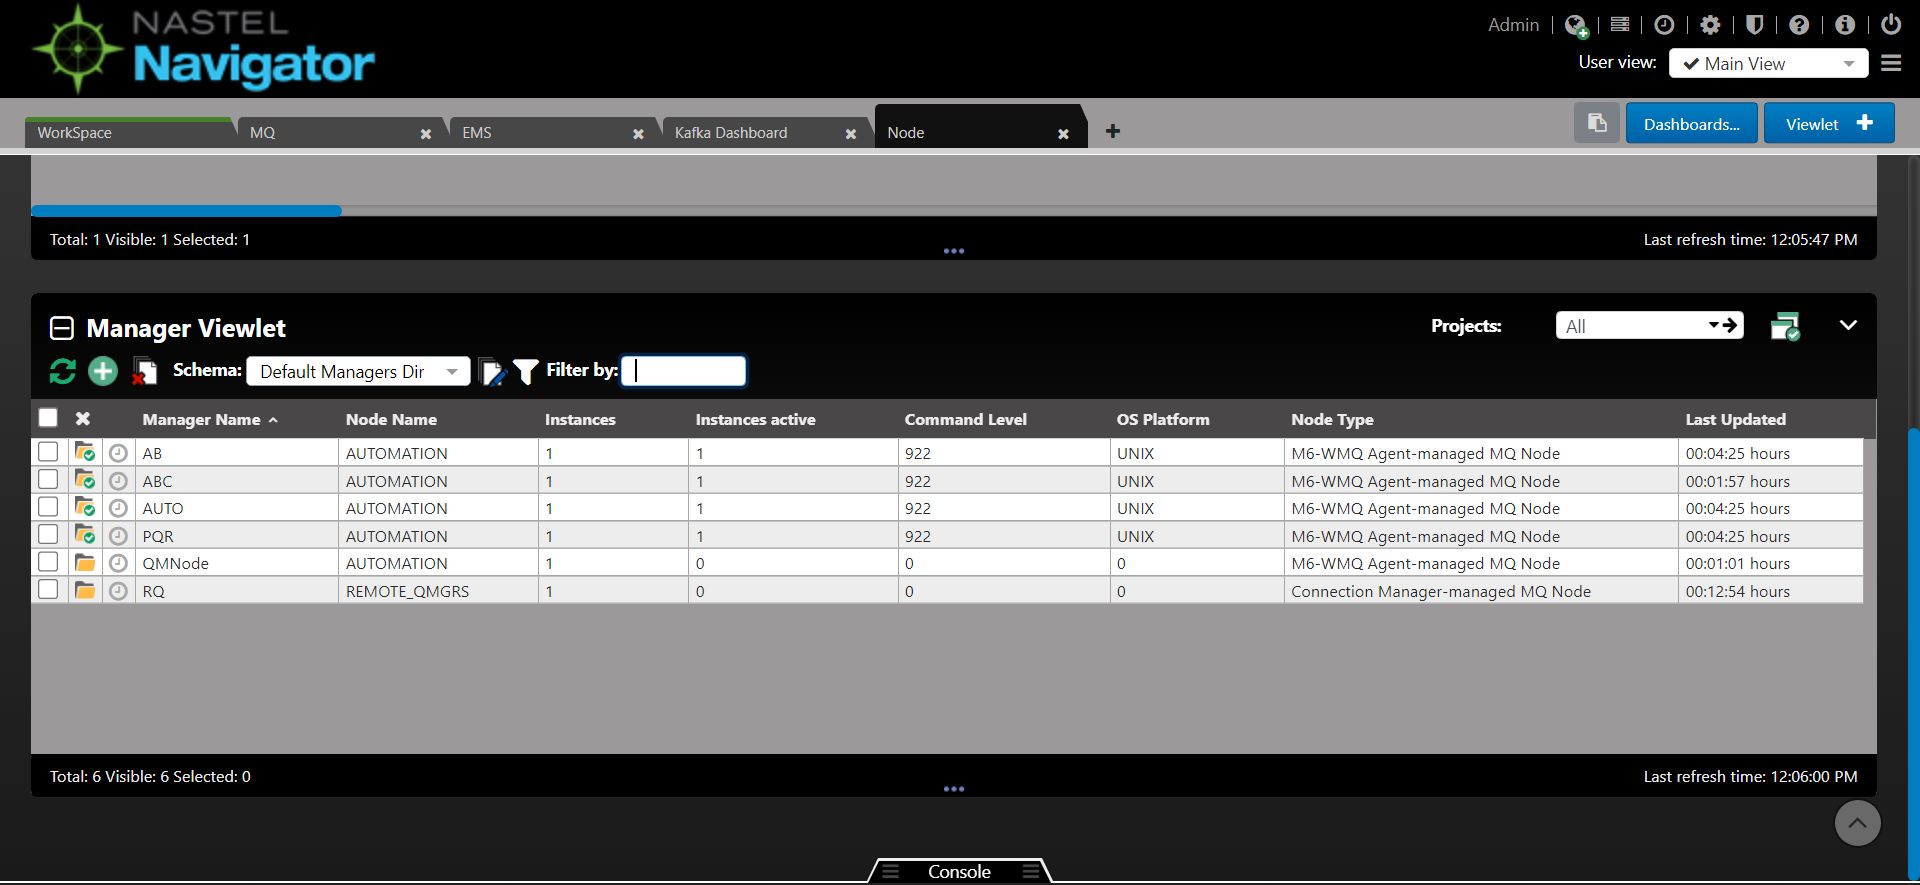 NASTEL
Navigator
Admin
User view: Main View
WorkSpace MQ EMS Kafka Dashboard Node
Dashboards... Viewlet
Total: 1 Visible: 1 Selected: 1
Last refresh time: 12:05:47 PM
Manager Viewlet
Projects: All
Schema: Default Managers Dir Filter by:
Manager Name Node Name Instances Instances active Command Level OS Platform Node Type Last Updated
AB AUTOMATION 1 1 922 UNIX M6-WMQ Agent-managed MQ Node 00:04:25 hours
ABC AUTOMATION 1 1 922 UNIX M6-WMQ Agent-managed MQ Node 00:01:57 hours
AUTO AUTOMATION 1 1 922 UNIX M6-WMQ Agent-managed MQ Node 00:04:25 hours
PQR AUTOMATION 1 1 922 UNIX M6-WMQ Agent-managed MQ Node 00:04:25 hours
QMNode AUTOMATION 1 0 0 0 M6-WMQ Agent-managed MQ Node 00:01:01 hours
RQ REMOTE_QMGRS 1 0 0 0 Connection Manager-managed MQ Node 00:12:54 hours
Total: 6 Visible: 6 Selected: 0
Last refresh time: 12:06:00 PM
Console